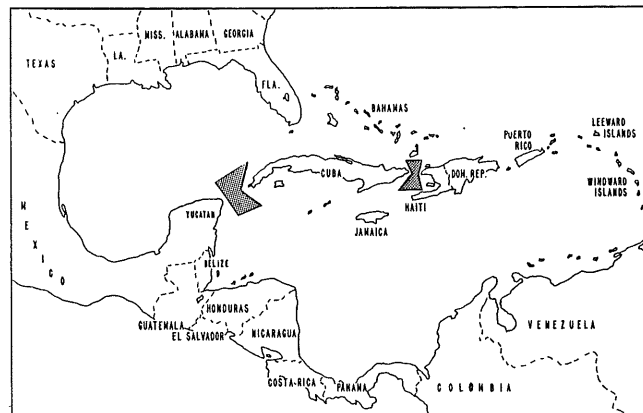 MISS.
ALABAMA
GEORGIA
LA.
TEXAS
FLA.
BAHAMAS
LEEWARD
ISLANDS
PUERTO
RICO
CUBA
DOM. REP.
WINDWARD
ISLANDS
HAITI
JAMAICA
YUCATAN
MEXICO
BELIZE
HONDURAS
GUATEMALA
EL SALVADOR
NICARAGUA
VENEZUELA
COSTA-RICA
PANAMA
COLOMBIA